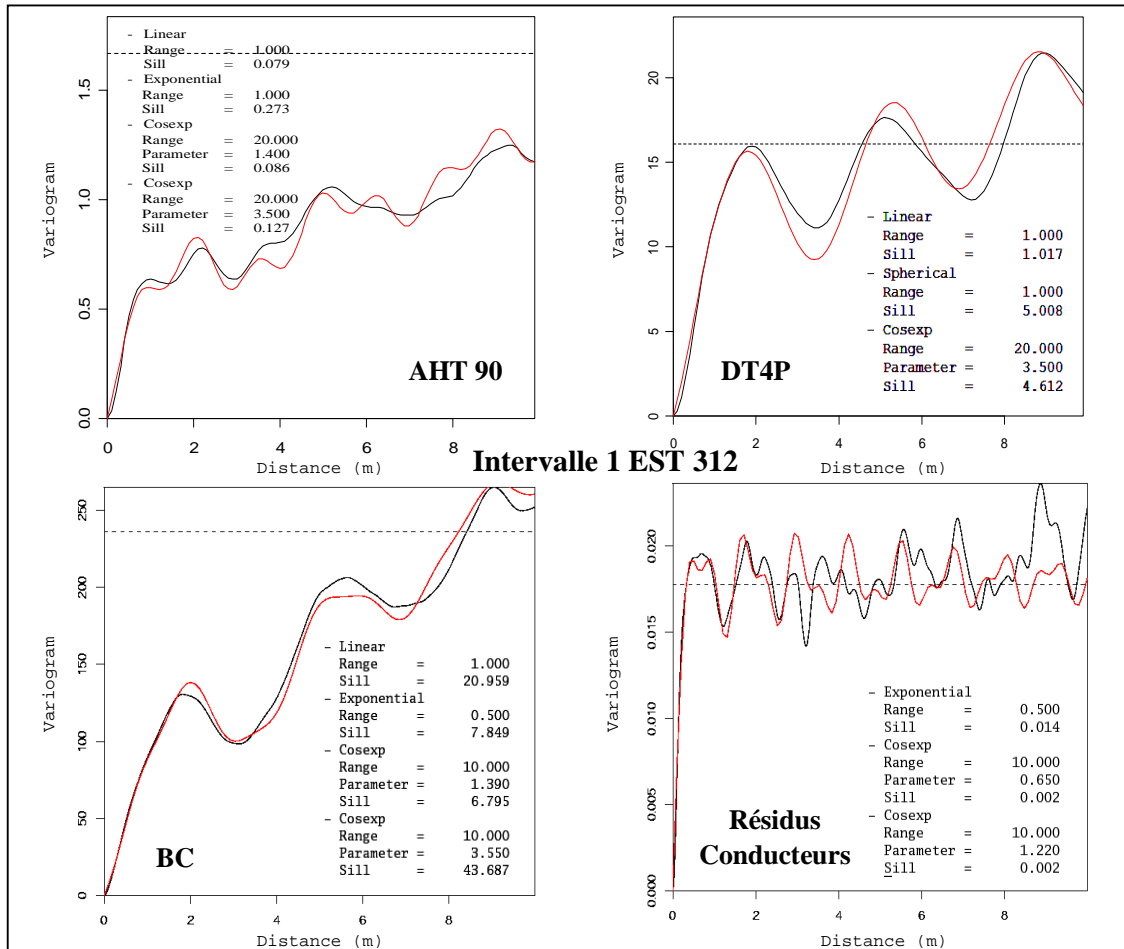 Variogram
0.0
0.5
1.0
1.5
- Linear
Range = 1.000
Sill = 0.079
- Exponential
Range = 1.000
Sill = 0.273
- Cosexp
Range = 20.000
Parameter = 1.400
Sill = 0.086
- Cosexp
Range = 20.000
Parameter = 3.500
Sill = 0.127
AHT 90
0 2 4 6 8
Distance (m)
Variogram
0
5
10
15
20
- Linear
Range = 1.000
Sill = 1.017
- Spherical
Range = 1.000
Sill = 5.008
- Cosexp
Range = 20.000
Parameter = 3.500
Sill = 4.612
DT4P
0 2 4 6 8
Distance (m)
Intervalle 1 EST 312
Variogram
0
50
100
150
200
250
- Linear
Range = 1.000
Sill = 20.959
- Exponential
Range = 0.500
Sill = 7.849
- Cosexp
Range = 10.000
Parameter = 1.390
Sill = 6.795
- Cosexp
Range = 10.000
Parameter = 3.550
Sill = 43.687
BC
0 2 4 6 8
Distance (m)
Variogram
0.000
0.005
0.010
0.015
0.020
- Exponential
Range = 0.500
Sill = 0.014
- Cosexp
Range = 10.000
Parameter = 0.650
Sill = 0.002
- Cosexp
Range = 10.000
Parameter = 1.220
Sill = 0.002
Résidus
Conducteurs
0 2 4 6 8
Distance (m)